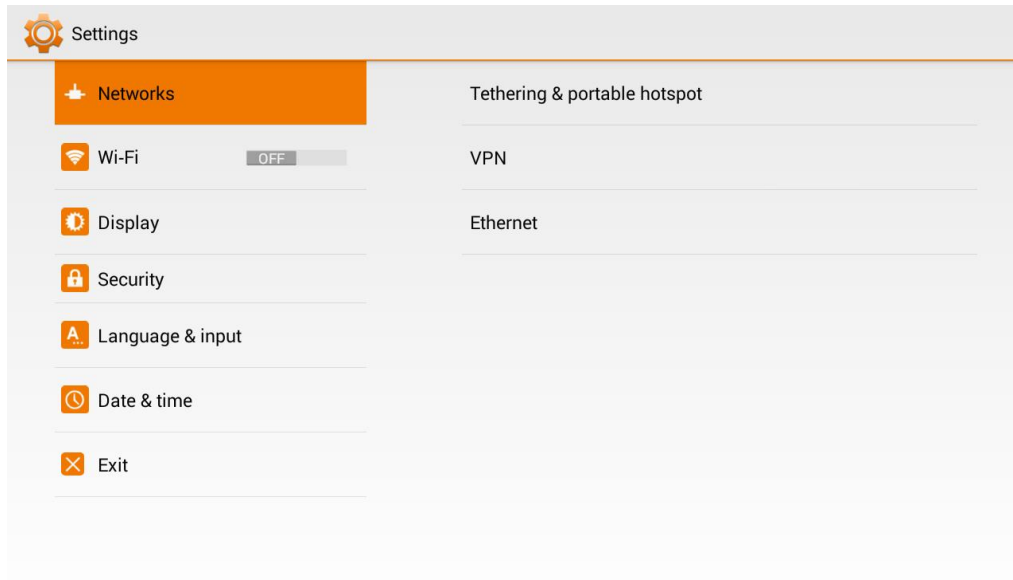 Settings
Networks
Wi-Fi OFF
Display
Security
Language & input
Date & time
Exit
Tethering & portable hotspot
VPN
Ethernet